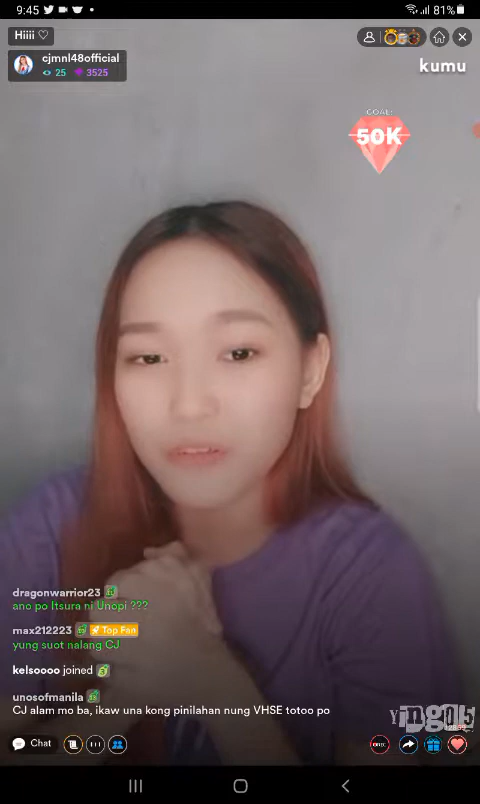 9:45
81%
Hiiii ♡
cjmnl48official
25 3525
kumu
GOAL:
50K
dragonwarrior23
ano po Itsura ni Unopi ???
max212223 Top Fan
yung suot nalang CJ
kelsoooo joined
unosofmanila
CJ alam mo ba, ikaw una kong pinilahan nung VHSE totoo po
Chat